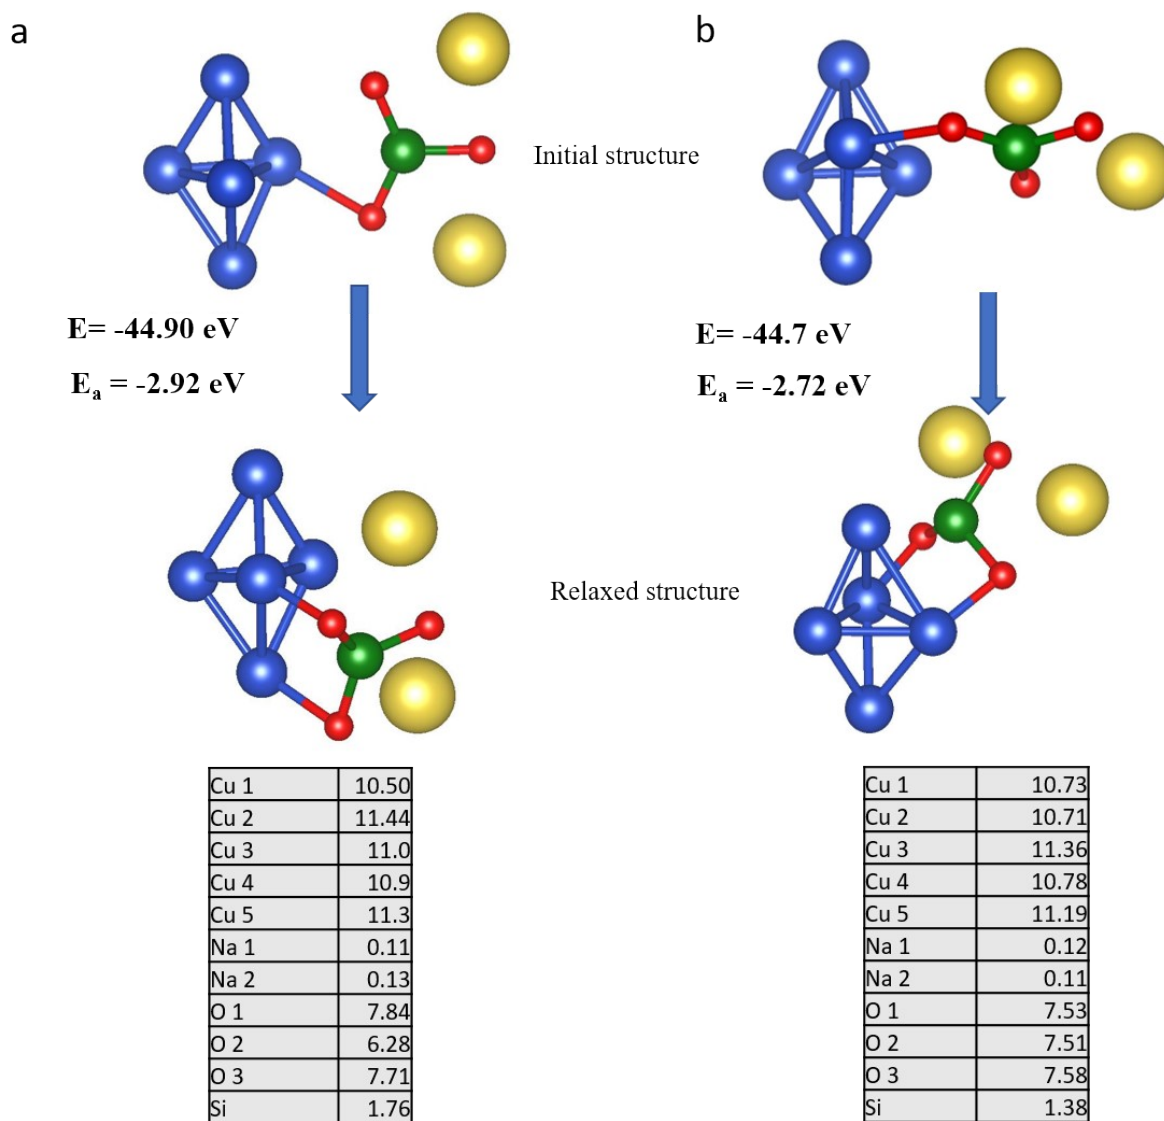 a
b
Initial structure
E= -44.90 eV
Eₐ = -2.92 eV
E= -44.7 eV
Eₐ = -2.72 eV
Relaxed structure
Cu 1 10.50
Cu 2 11.44
Cu 3 11.0
Cu 4 10.9
Cu 5 11.3
Na 1 0.11
Na 2 0.13
O 1 7.84
O 2 6.28
O 3 7.71
Si 1.76
Cu 1 10.73
Cu 2 10.71
Cu 3 11.36
Cu 4 10.78
Cu 5 11.19
Na 1 0.12
Na 2 0.11
O 1 7.53
O 2 7.51
O 3 7.58
Si 1.38